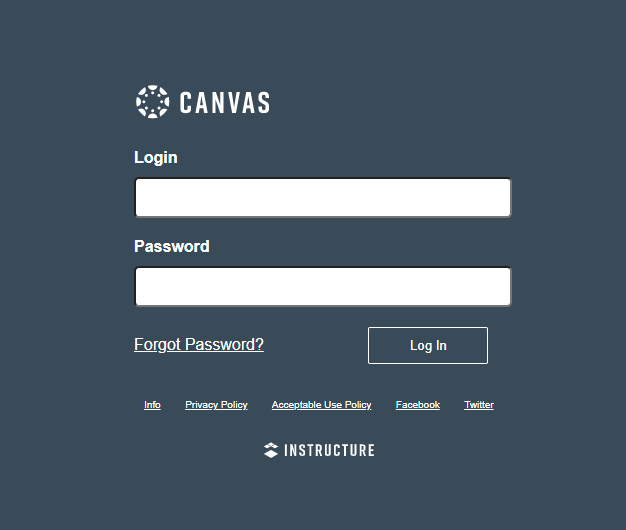 CANVAS
Login
Password
Forgot Password? Log In
Info Privacy Policy Acceptable Use Policy Facebook Twitter
INSTRUCTURE